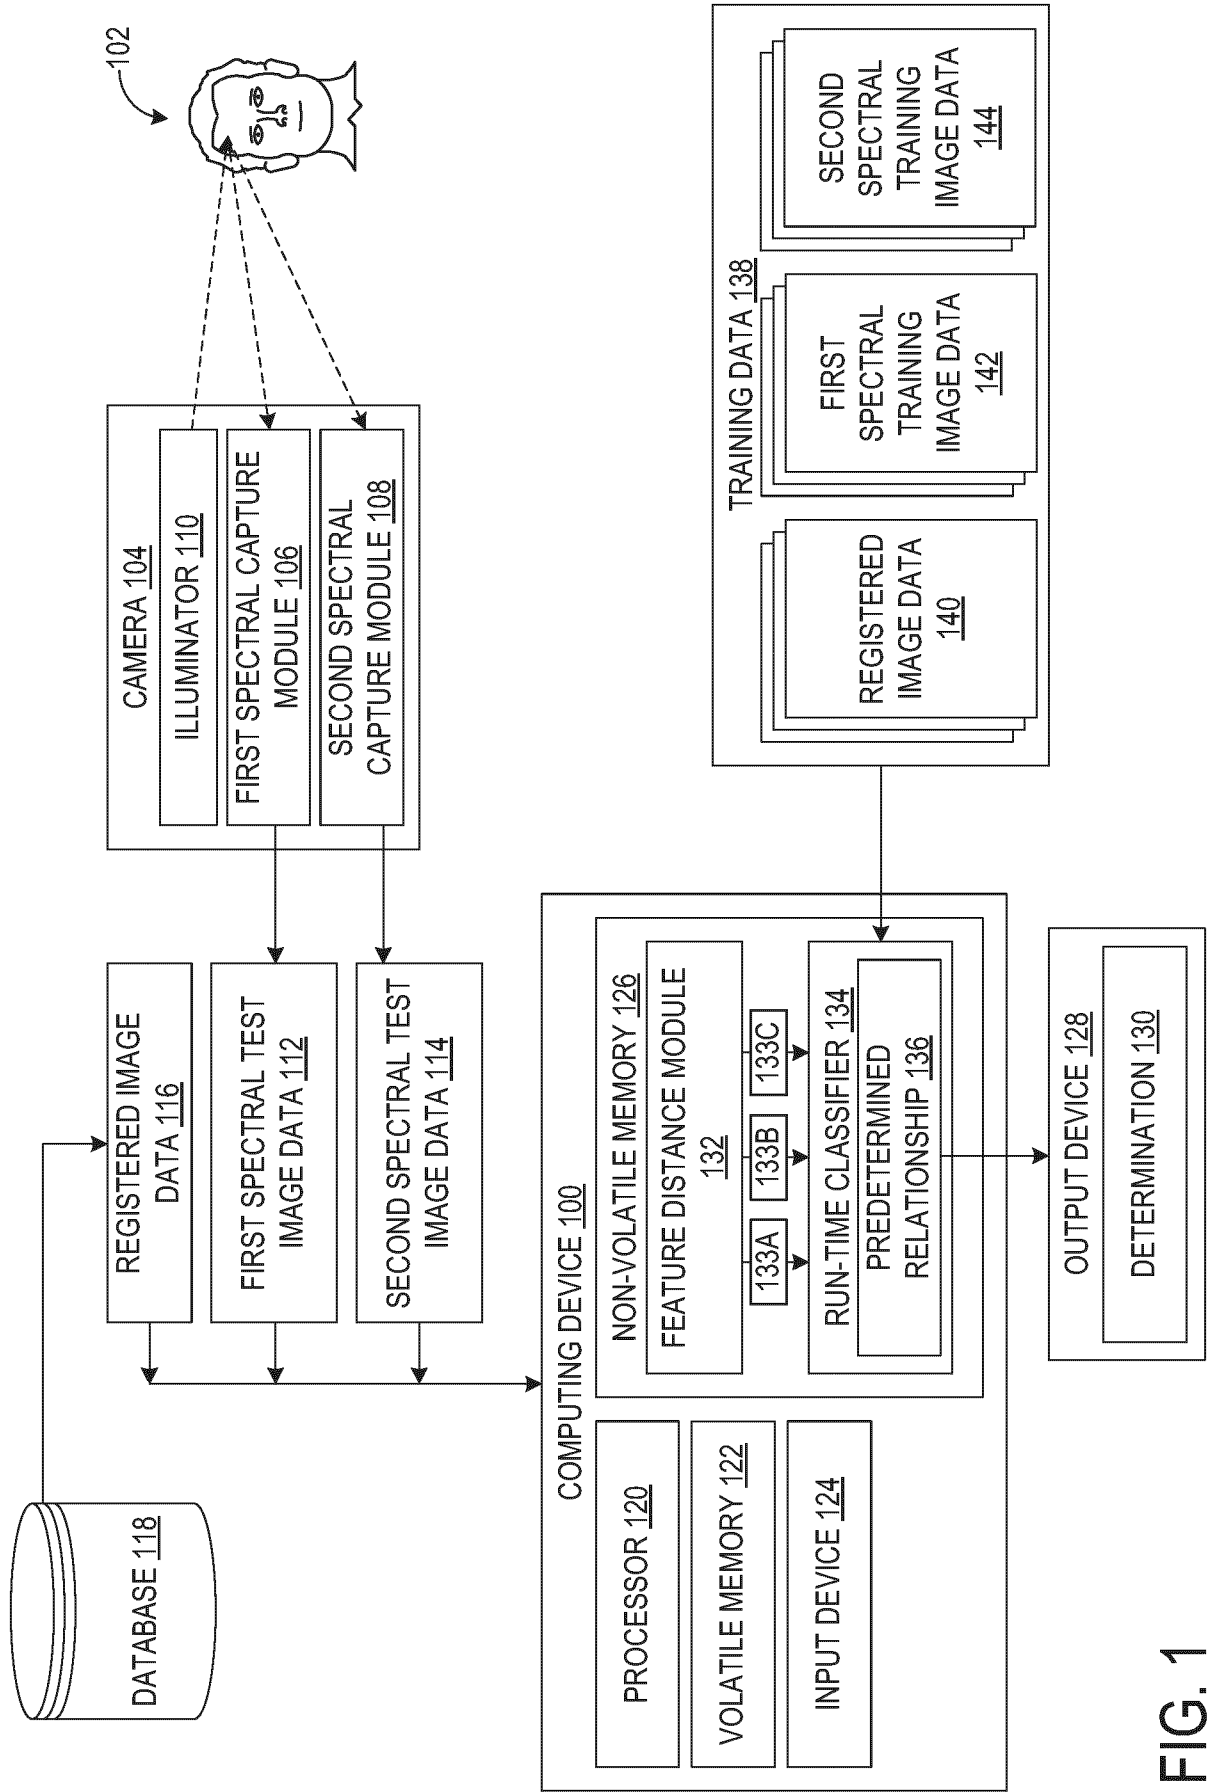 102
CAMERA 104
ILLUMINATOR 110
FIRST SPECTRAL CAPTURE
MODULE 106
SECOND SPECTRAL
CAPTURE MODULE 108
DATABASE 118
REGISTERED IMAGE
DATA 116
FIRST SPECTRAL TEST
IMAGE DATA 112
SECOND SPECTRAL TEST
IMAGE DATA 114
COMPUTING DEVICE 100
PROCESSOR 120
VOLATILE MEMORY 122
INPUT DEVICE 124
NON-VOLATILE MEMORY 126
FEATURE DISTANCE MODULE
132
133A
133B
133C
RUN-TIME CLASSIFIER 134
PREDETERMINED
RELATIONSHIP 136
TRAINING DATA 138
REGISTERED
IMAGE DATA
140
FIRST
SPECTRAL
TRAINING
IMAGE DATA
142
SECOND
SPECTRAL
TRAINING
IMAGE DATA
144
OUTPUT DEVICE 128
DETERMINATION 130
FIG. 1